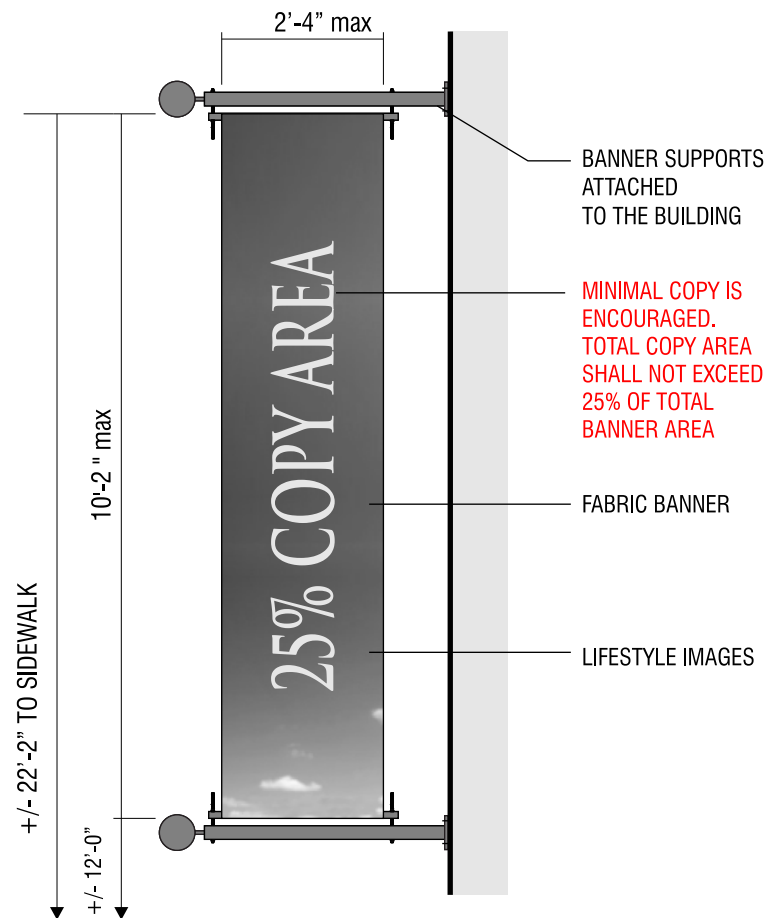 2’-4” max
BANNER SUPPORTS
ATTACHED
TO THE BUILDING
MINIMAL COPY IS
ENCOURAGED.
TOTAL COPY AREA
SHALL NOT EXCEED
25% OF TOTAL
BANNER AREA
25% COPY AREA
10'-2 " max
FABRIC BANNER
LIFESTYLE IMAGES
+/- 22’-2” TO SIDEWALK
+/- 12’-0”